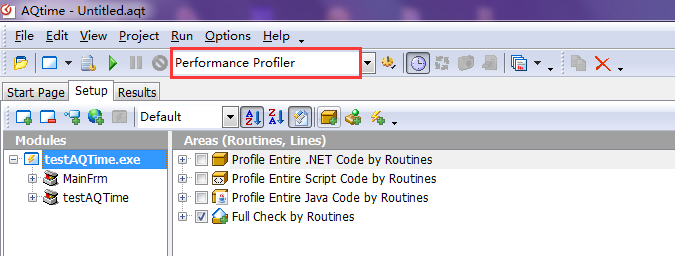 AQtime - Untitled.aqt
File Edit View Project Run Options Help
Performance Profiler
Start Page Setup Results
Default
Modules
Areas (Routines, Lines)
testAQTime.exe
Profile Entire .NET Code by Routines
MainFrm
Profile Entire Script Code by Routines
testAQTime
Profile Entire Java Code by Routines
Full Check by Routines